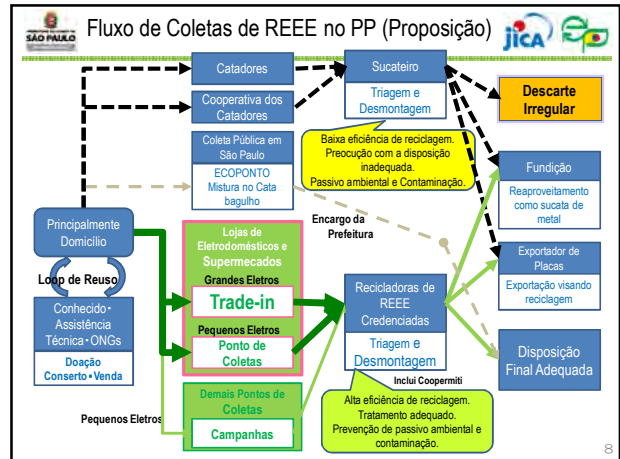 SÃO PAULO
Fluxo de Coletas de REEE no PP (Proposição)
jica
Catadores
Cooperativa dos
Catadores
Sucateiro
Triagem e
Desmontagem
Descarte
Irregular
Coleta Pública em
São Paulo
ECOPONTO
Mistura no Cata
bagulho
Baixa eficiência de reciclagem.
Preocução com a disposição
inadequada.
Passivo ambiental e Contaminação.
Fundição
Reaproveitamento
como sucata de
metal
Encargo da
Prefeitura
Principalmente
Domicílio
Loop de Reuso
Conhecido・
Assistência
Técnica・ONGs
Doação
Conserto・Venda
Lojas de
Eletrodomésticos e
Supermecados
Grandes Eletros
Trade-in
Pequenos Eletros
Ponto de
Coletas
Recicladoras de
REEE
Credenciadas
Triagem e
Desmontagem
Inclui Coopermiti
Exportador de
Placas
Exportação visando
reciclagem
Disposição
Final Adequada
Demais Pontos de
Coletas
Campanhas
Pequenos Eletros
Alta eficiência de reciclagem.
Tratamento adequado.
Prevenção de passivo ambiental e
contaminação.
8